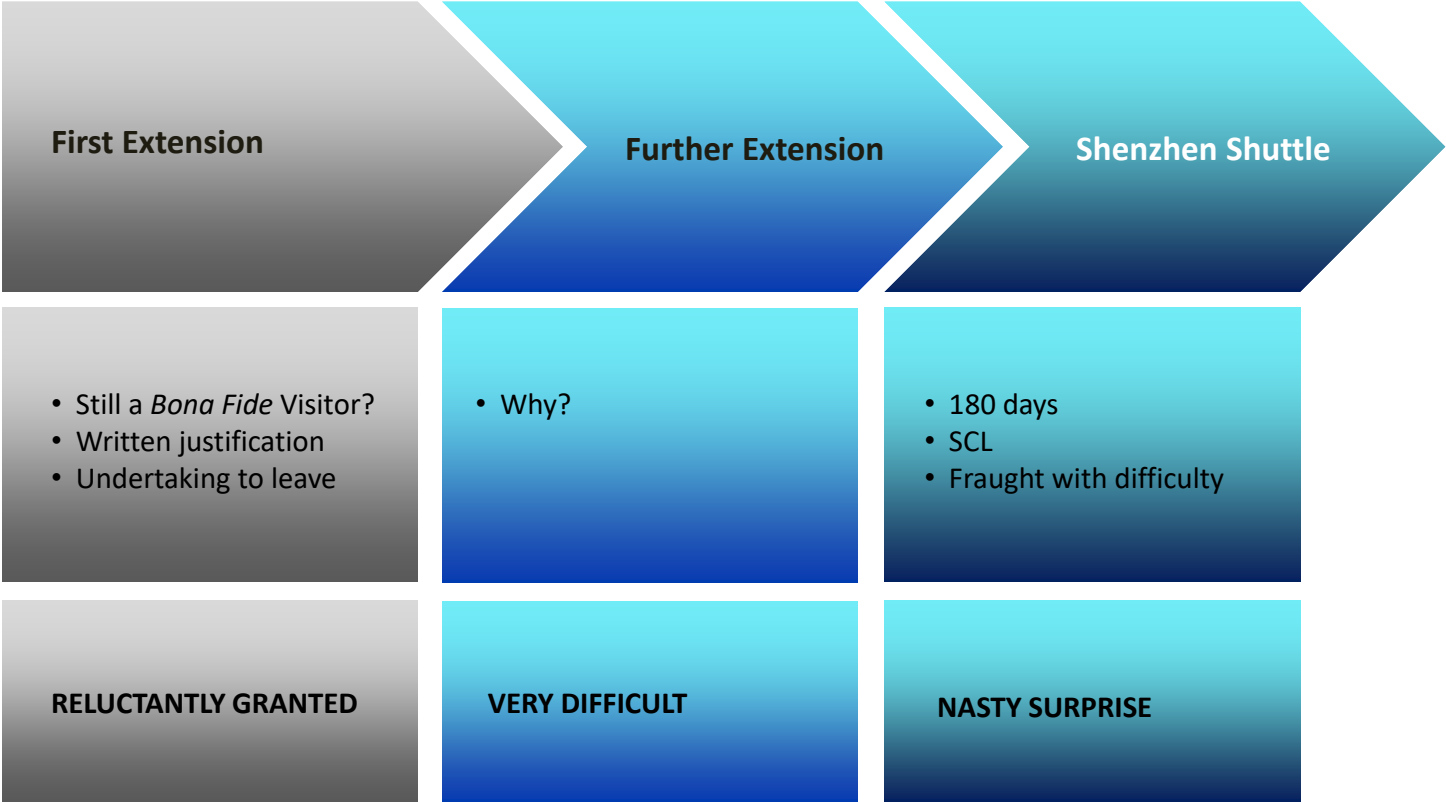 First Extension
Further Extension
Shenzhen Shuttle
• Still a Bona Fide Visitor?
• Written justification
• Undertaking to leave
• Why?
• 180 days
• SCL
• Fraught with difficulty
RELUCTANTLY GRANTED
VERY DIFFICULT
NASTY SURPRISE